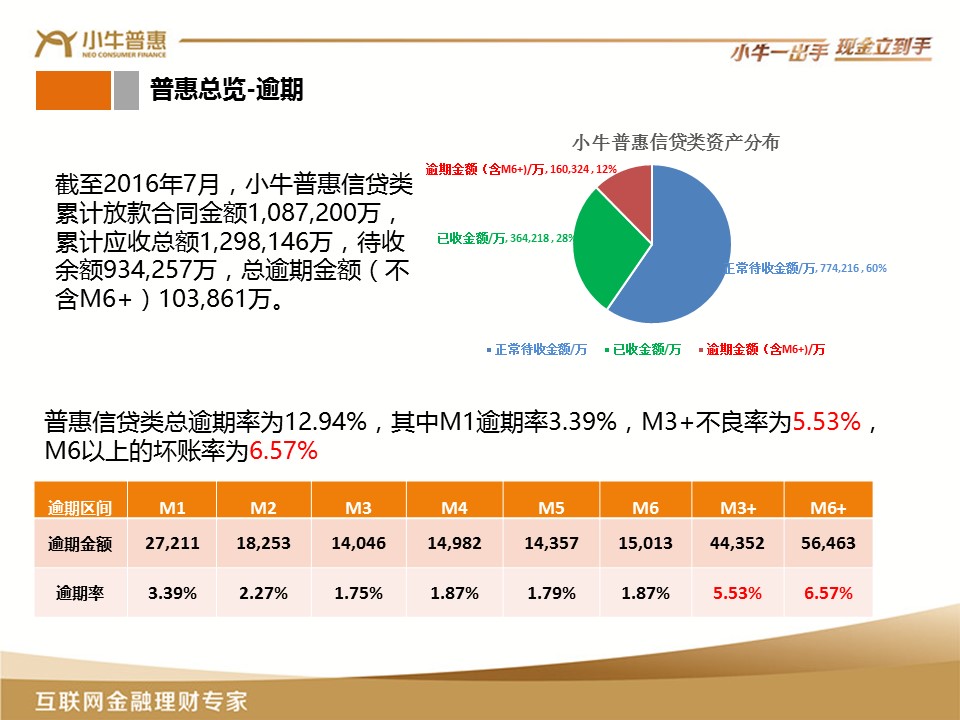 小牛普惠
NEO CONSUMER FINANCE
小牛一出手 现金立到手
普惠总览-逾期
截至2016年7月，小牛普惠信贷类
累计放款合同金额1,087,200万，
累计应收总额1,298,146万，待收
余额934,257万，总逾期金额（不
含M6+）103,861万。
小牛普惠信贷类资产分布
逾期金额（含M6+)/万, 160,324 , 12%
已收金额/万, 364,218 , 28%
正常待收金额/万, 774,216 , 60%
正常待收金额/万 已收金额/万 逾期金额（含M6+)/万
普惠信贷类总逾期率为12.94%，其中M1逾期率3.39%，M3+不良率为5.53%，
M6以上的坏账率为6.57%
逾期区间 M1 M2 M3 M4 M5 M6 M3+ M6+
逾期金额 27,211 18,253 14,046 14,982 14,357 15,013 44,352 56,463
逾期率 3.39% 2.27% 1.75% 1.87% 1.79% 1.87% 5.53% 6.57%
互联网金融理财专家